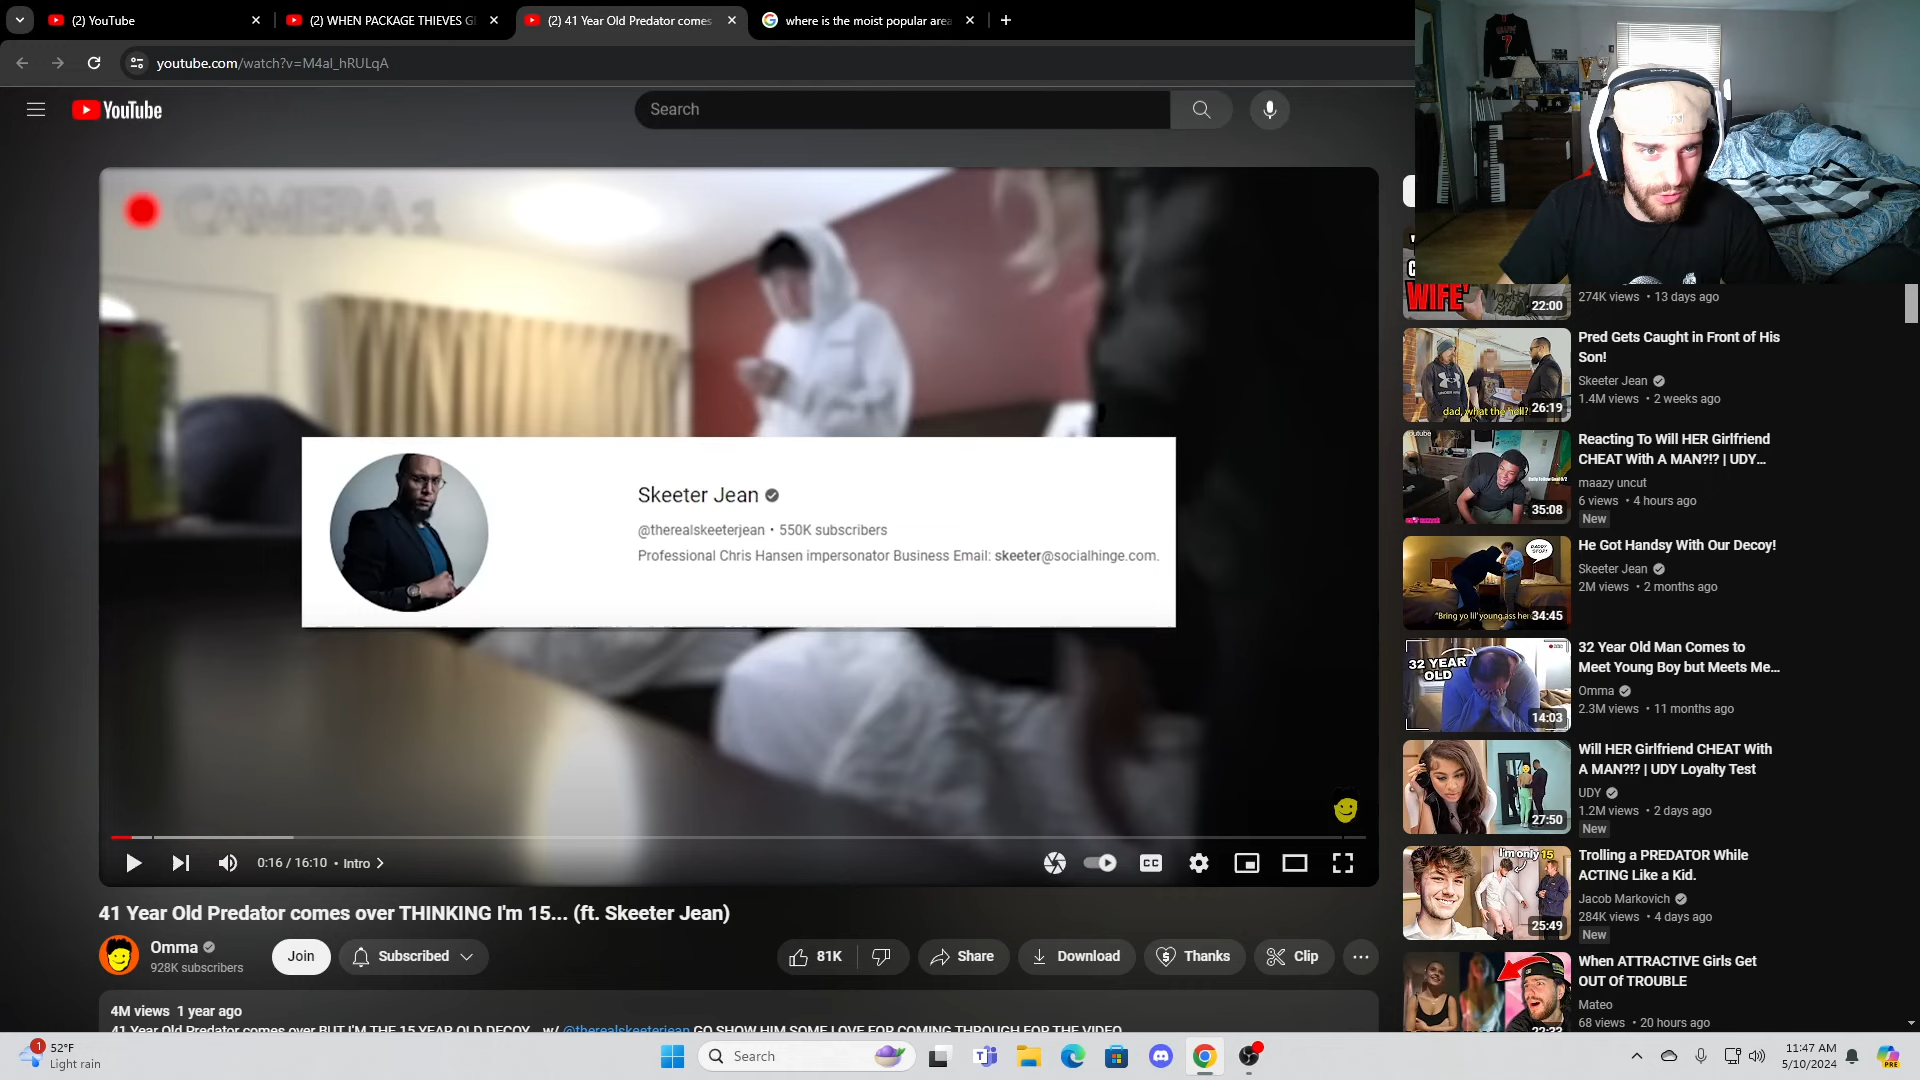 (2) YouTube
(2) WHEN PACKAGE THIEVES G
(2) 41 Year Old Predator comes
where is the moist popular area
youtube.com/watch?v=M4al_hRULqA
YouTube
Search
CAMERA 1
Skeeter Jean
@therealskeeterjean • 550K subscribers
Professional Chris Hansen impersonator Business Email: skeeter@socialhinge.com.
0:16 / 16:10 • Intro
CC
41 Year Old Predator comes over THINKING I'm 15... (ft. Skeeter Jean)
Omma
928K subscribers
Join
Subscribed
81K
Share
Download
Thanks
Clip
4M views 1 year ago
41 Year Old Predator comes over BUT I'M THE 15 YEAR OLD DECOY... w/ @therealskeeterjean GO SHOW HIM SOME LOVE FOR COMING THROUGH FOR THE VIDEO
WIFE'
22:00
274K views • 13 days ago
dad, what the hell?
26:19
Pred Gets Caught in Front of His
Son!
Skeeter Jean
1.4M views • 2 weeks ago
35:08
Reacting To Will HER Girlfriend
CHEAT With A MAN?!? | UDY...
maazy uncut
6 views • 4 hours ago
New
34:45
He Got Handsy With Our Decoy!
Skeeter Jean
2M views • 2 months ago
32 YEAR
OLD
14:03
32 Year Old Man Comes to
Meet Young Boy but Meets Me...
Omma
2.3M views • 11 months ago
27:50
Will HER Girlfriend CHEAT With
A MAN?!? | UDY Loyalty Test
UDY
1.2M views • 2 days ago
New
I'm only 15
25:49
Trolling a PREDATOR While
ACTING Like a Kid.
Jacob Markovich
284K views • 4 days ago
New
22:33
When ATTRACTIVE Girls Get
OUT Of TROUBLE
Mateo
68 views • 20 hours ago
1
52°F
Light rain
Search
11:47 AM
5/10/2024
PRE